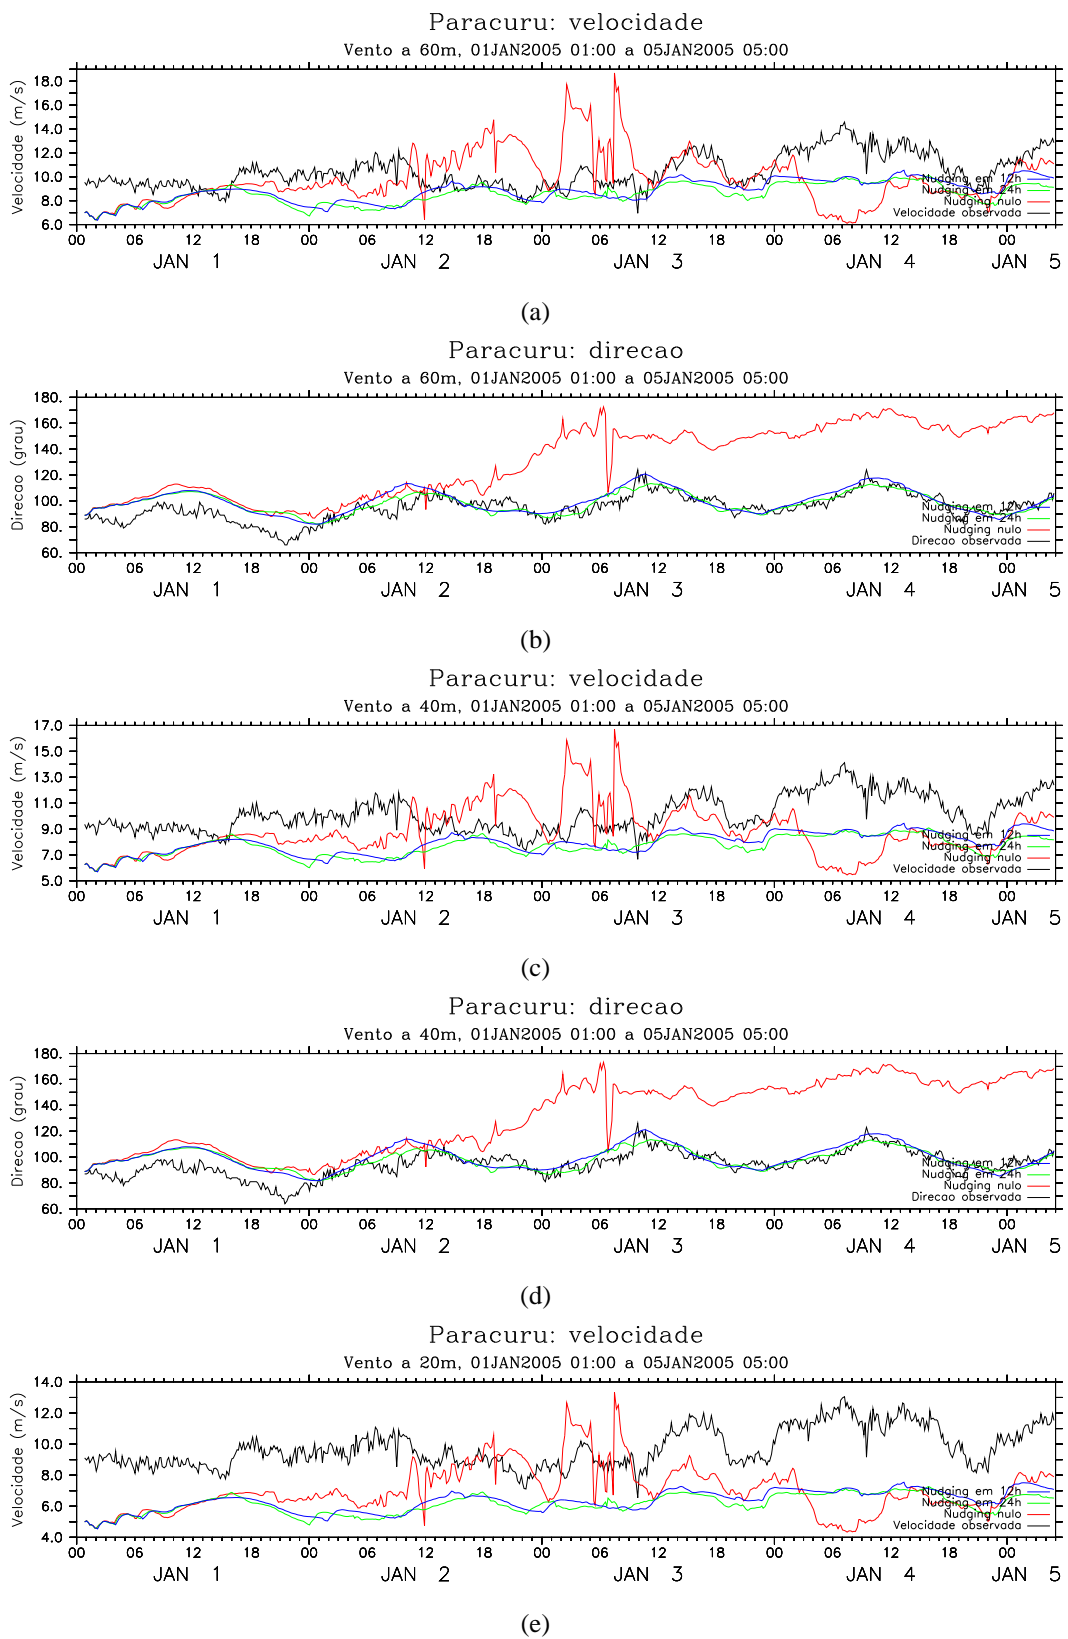 Paracuru: velocidade
Vento a 60m, 01JAN2005 01:00 a 05JAN2005 05:00
Velocidade (m/s)
18.0
16.0
14.0
12.0
10.0
8.0
6.0
Nudging em 12h
Nudging em 24h
Nudging nulo
Velocidade observada
00 06 12 18 00 06 12 18 00 06 12 18 00 06 12 18 00
JAN 1 JAN 2 JAN 3 JAN 4 JAN 5
(a)
Paracuru: direcao
Vento a 60m, 01JAN2005 01:00 a 05JAN2005 05:00
Direcao (grau)
180.
160.
140.
120.
100.
80.
60.
Nudging em 12h
Nudging em 24h
Nudging nulo
Direcao observada
00 06 12 18 00 06 12 18 00 06 12 18 00 06 12 18 00
JAN 1 JAN 2 JAN 3 JAN 4 JAN 5
(b)
Paracuru: velocidade
Vento a 40m, 01JAN2005 01:00 a 05JAN2005 05:00
Velocidade (m/s)
17.0
15.0
13.0
11.0
9.0
7.0
5.0
Nudging em 12h
Nudging em 24h
Nudging nulo
Velocidade observada
00 06 12 18 00 06 12 18 00 06 12 18 00 06 12 18 00
JAN 1 JAN 2 JAN 3 JAN 4 JAN 5
(c)
Paracuru: direcao
Vento a 40m, 01JAN2005 01:00 a 05JAN2005 05:00
Direcao (grau)
180.
160.
140.
120.
100.
80.
60.
Nudging em 12h
Nudging em 24h
Nudging nulo
Direcao observada
00 06 12 18 00 06 12 18 00 06 12 18 00 06 12 18 00
JAN 1 JAN 2 JAN 3 JAN 4 JAN 5
(d)
Paracuru: velocidade
Vento a 20m, 01JAN2005 01:00 a 05JAN2005 05:00
Velocidade (m/s)
14.0
12.0
10.0
8.0
6.0
4.0
Nudging em 12h
Nudging em 24h
Nudging nulo
Velocidade observada
00 06 12 18 00 06 12 18 00 06 12 18 00 06 12 18 00
JAN 1 JAN 2 JAN 3 JAN 4 JAN 5
(e)